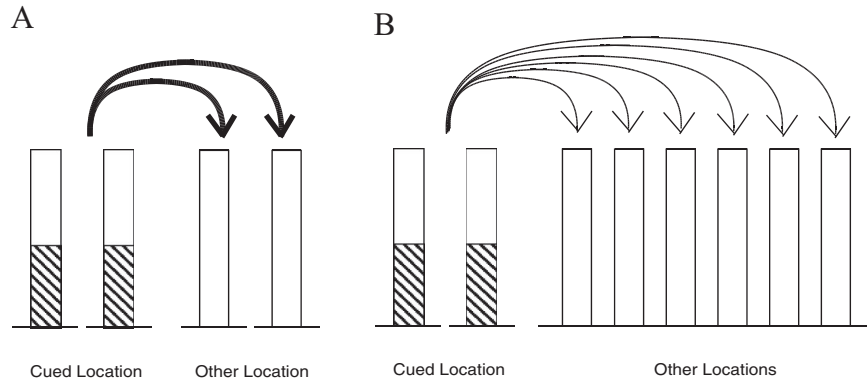 A
B
Cued Location
Other Location
Cued Location
Other Locations